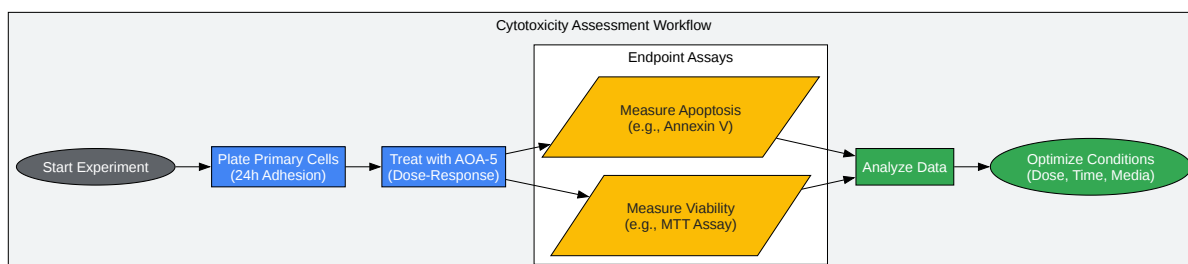 Cytotoxicity Assessment Workflow
Start Experiment
Plate Primary Cells
(24h Adhesion)
Treat with AOA-5
(Dose-Response)
Endpoint Assays
Measure Apoptosis
(e.g., Annexin V)
Measure Viability
(e.g., MTT Assay)
Analyze Data
Optimize Conditions
(Dose, Time, Media)